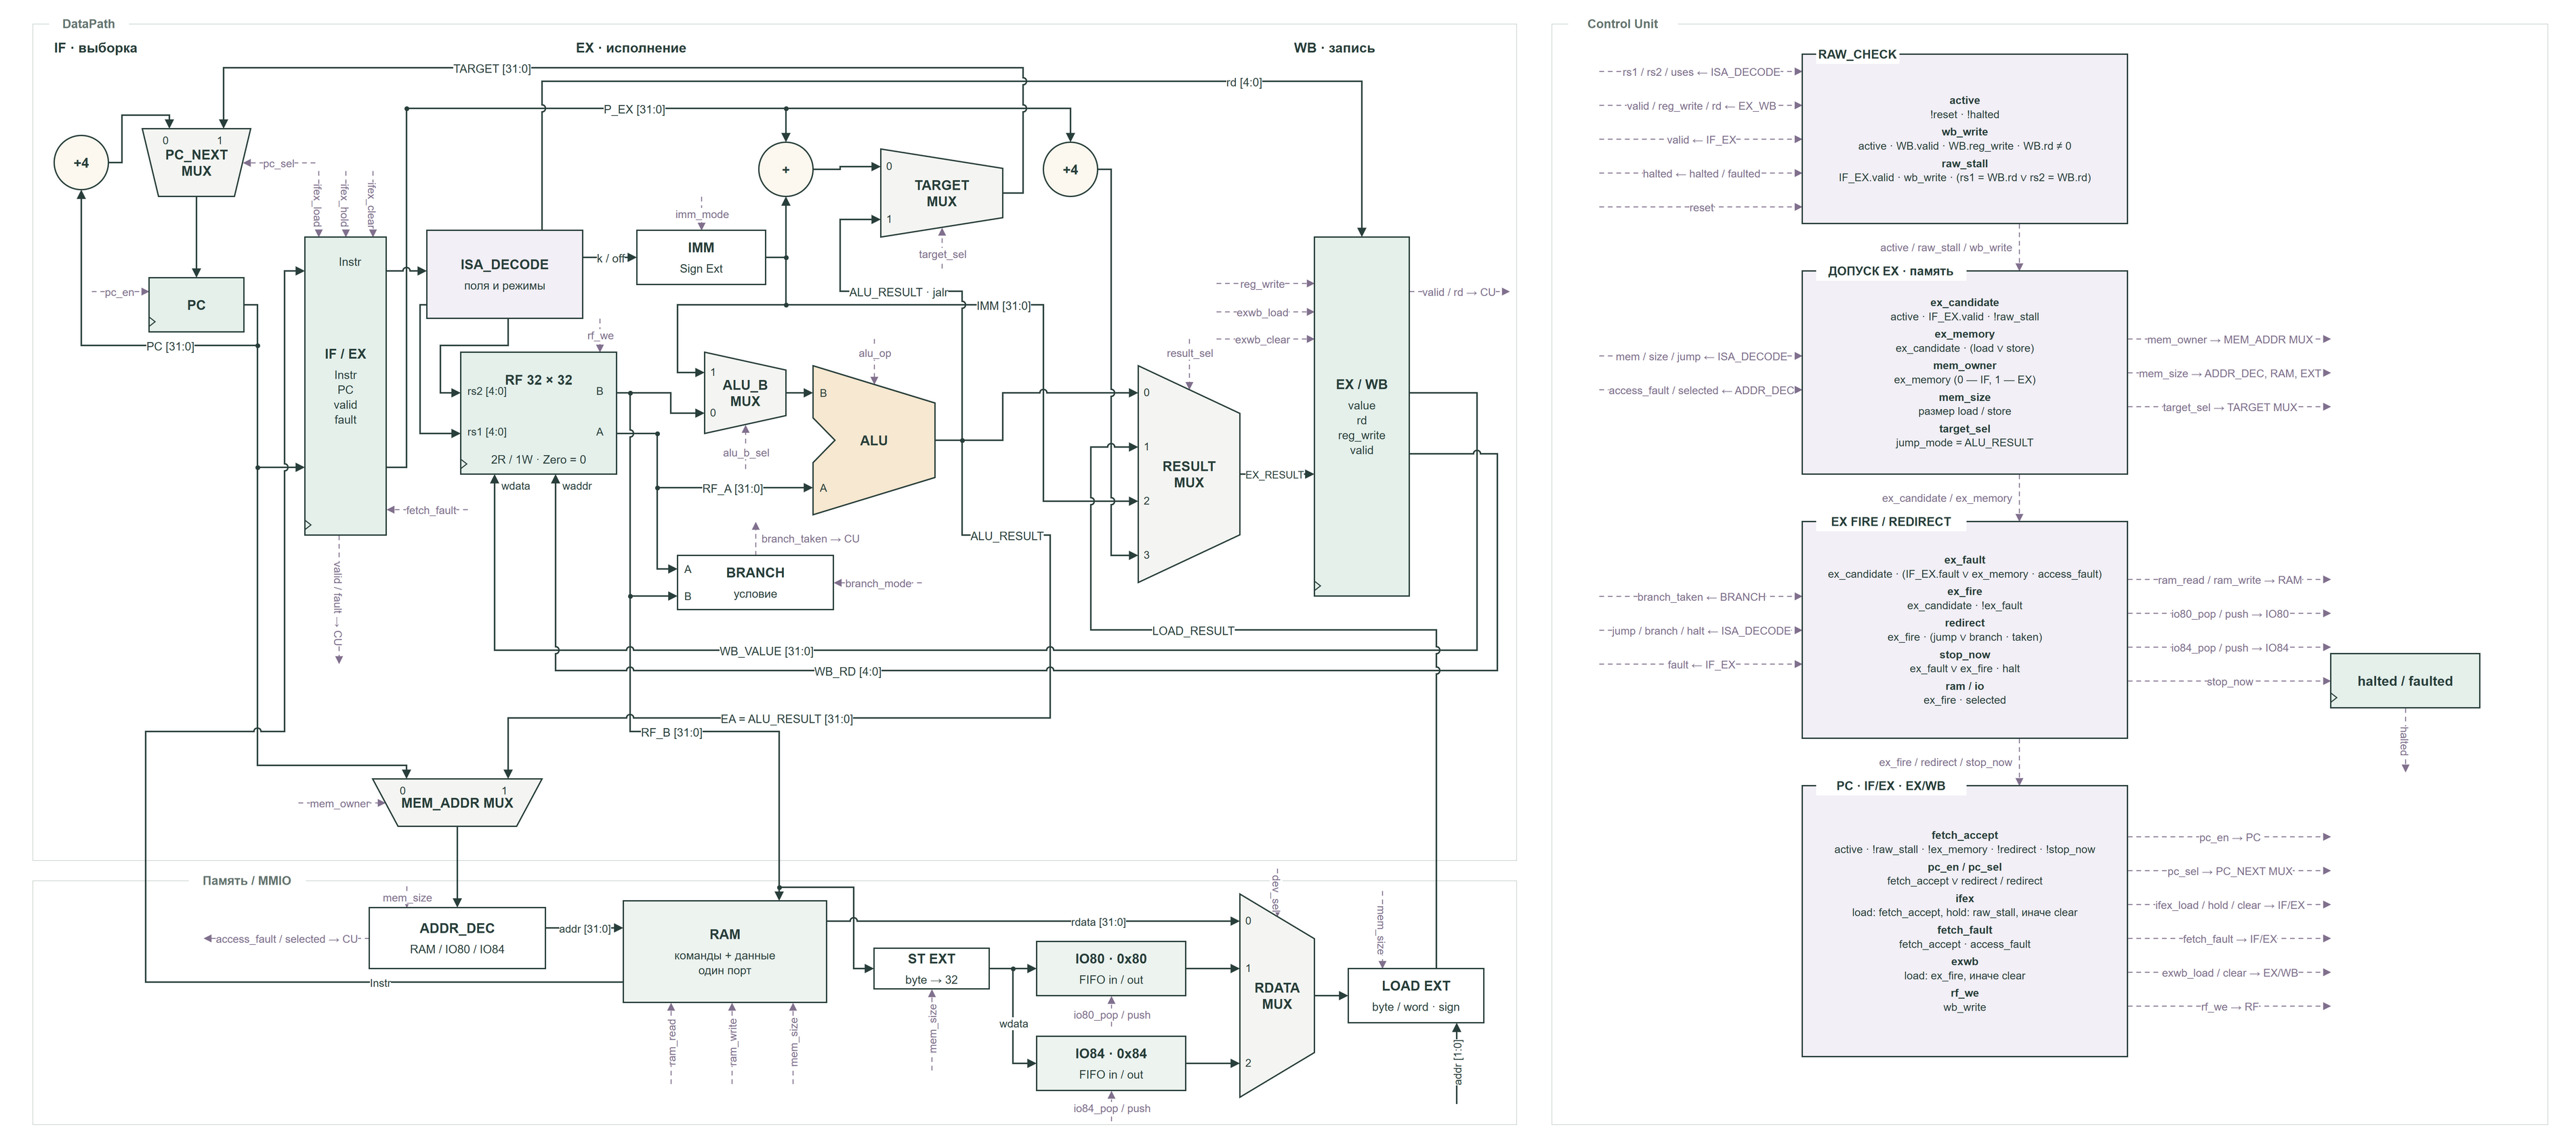 DataPath
IF · выборка
EX · исполнение
WB · запись
TARGET [31:0]
rd [4:0]
P_EX [31:0]
+4
0
1
PC_NEXT
MUX
pc_sel
ifex_load
ifex_hold
ifex_clear
+
0
TARGET
MUX
1
target_sel
+4
imm_mode
Instr
ISA_DECODE
поля и режимы
k / off
IMM
Sign Ext
pc_en
PC
PC [31:0]
ALU_RESULT · jalr
IMM [31:0]
reg_write
exwb_load
exwb_clear
valid / rd → CU
IF / EX
Instr
PC
valid
fault
rf_we
RF 32 × 32
rs2 [4:0]
B
rs1 [4:0]
A
2R / 1W · Zero = 0
wdata
waddr
1
ALU_B
MUX
0
alu_b_sel
alu_op
B
ALU
A
RF_A [31:0]
result_sel
0
1
RESULT
MUX
2
3
EX_RESULT
EX / WB
value
rd
reg_write
valid
fetch_fault
valid / fault → CU
branch_taken → CU
A
BRANCH
B
условие
branch_mode
ALU_RESULT
LOAD_RESULT
WB_VALUE [31:0]
WB_RD [4:0]
EA = ALU_RESULT [31:0]
RF_B [31:0]
0
1
MEM_ADDR MUX
mem_owner
Память / MMIO
mem_size
ADDR_DEC
RAM / IO80 / IO84
access_fault / selected → CU
addr [31:0]
Instr
RAM
команды + данные
один порт
ram_read
ram_write
mem_size
rdata [31:0]
ST EXT
byte → 32
mem_size
wdata
IO80 · 0x80
FIFO in / out
io80_pop / push
IO84 · 0x84
FIFO in / out
io84_pop / push
dev_sel
0
1
RDATA
MUX
2
mem_size
LOAD EXT
byte / word · sign
addr [1:0]
Control Unit
RAW_CHECK
rs1 / rs2 / uses ← ISA_DECODE
valid / reg_write / rd ← EX_WB
valid ← IF_EX
halted ← halted / faulted
reset
active
!reset · !halted
wb_write
active · WB.valid · WB.reg_write · WB.rd ≠ 0
raw_stall
IF_EX.valid · wb_write · (rs1 = WB.rd ∨ rs2 = WB.rd)
active / raw_stall / wb_write
ДОПУСК EX · память
mem / size / jump ← ISA_DECODE
access_fault / selected ← ADDR_DEC
ex_candidate
active · IF_EX.valid · !raw_stall
ex_memory
ex_candidate · (load ∨ store)
mem_owner
ex_memory (0 — IF, 1 — EX)
mem_size
размер load / store
target_sel
jump_mode = ALU_RESULT
mem_owner → MEM_ADDR MUX
mem_size → ADDR_DEC, RAM, EXT
target_sel → TARGET MUX
ex_candidate / ex_memory
EX FIRE / REDIRECT
branch_taken ← BRANCH
jump / branch / halt ← ISA_DECODE
fault ← IF_EX
ex_fault
ex_candidate · (IF_EX.fault ∨ ex_memory · access_fault)
ex_fire
ex_candidate · !ex_fault
redirect
ex_fire · (jump ∨ branch · taken)
stop_now
ex_fault ∨ ex_fire · halt
ram / io
ex_fire · selected
ram_read / ram_write → RAM
io80_pop / push → IO80
io84_pop / push → IO84
stop_now
halted / faulted
halted
ex_fire / redirect / stop_now
PC · IF/EX · EX/WB
fetch_accept
active · !raw_stall · !ex_memory · !redirect · !stop_now
pc_en / pc_sel
fetch_accept ∨ redirect / redirect
ifex
load: fetch_accept, hold: raw_stall, иначе clear
fetch_fault
fetch_accept · access_fault
exwb
load: ex_fire, иначе clear
rf_we
wb_write
pc_en → PC
pc_sel → PC_NEXT MUX
ifex_load / hold / clear → IF/EX
fetch_fault → IF/EX
exwb_load / clear → EX/WB
rf_we → RF